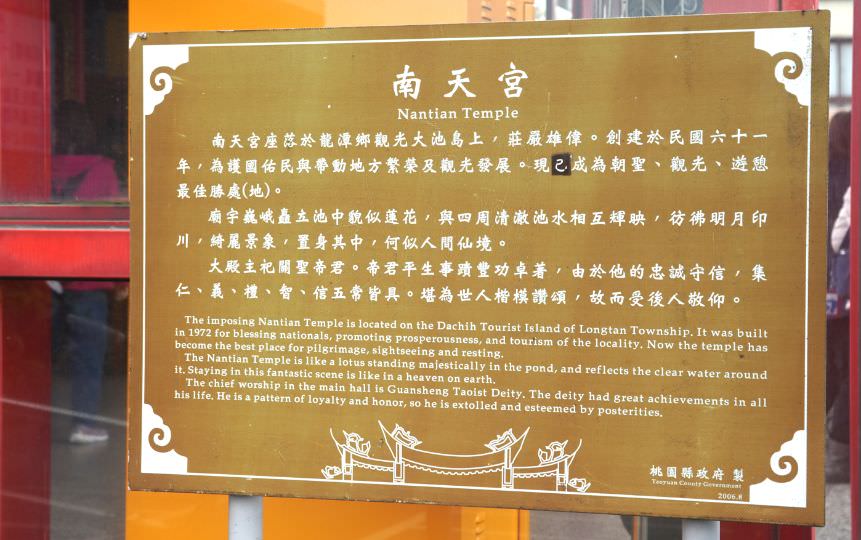 南天宮
Nantian Temple
南天宮座落於龍潭鄉觀光大池島上，莊嚴雄偉。創建於民國六十一
年，為護國佑民與帶動地方繁榮及觀光發展。現已成為朝聖、觀光、遊憩
最佳勝處(地)。
廟宇巍峨矗立池中貌似蓮花，與四周清澈池水相互輝映，彷彿明月印
川，綺麗景象，置身其中，何似人間仙境。
大殿主祀關聖帝君。帝君平生事蹟豐功卓著，由於他的忠誠守信，集
仁、義、禮、智、信五常皆具。堪為世人楷模讚頌，故而受後人敬仰。
The imposing Nantian Temple is located on the Dachih Tourist Island of Longtan Township. It was built
in 1972 for blessing nationals, promoting prosperousness, and tourism of the locality. Now the temple has
become the best place for pilgrimage, sightseeing and resting.
The Nantian Temple is like a lotus standing majestically in the pond, and reflects the clear water around
it. Staying in this fantastic scene is like in a heaven on earth.
The chief worship in the main hall is Guansheng Taoist Deity. The deity had great achievements in all
his life. He is a pattern of loyalty and honor, so he is extolled and esteemed by posterities.
桃園縣政府 製
Taoyuan County Government
2006.8